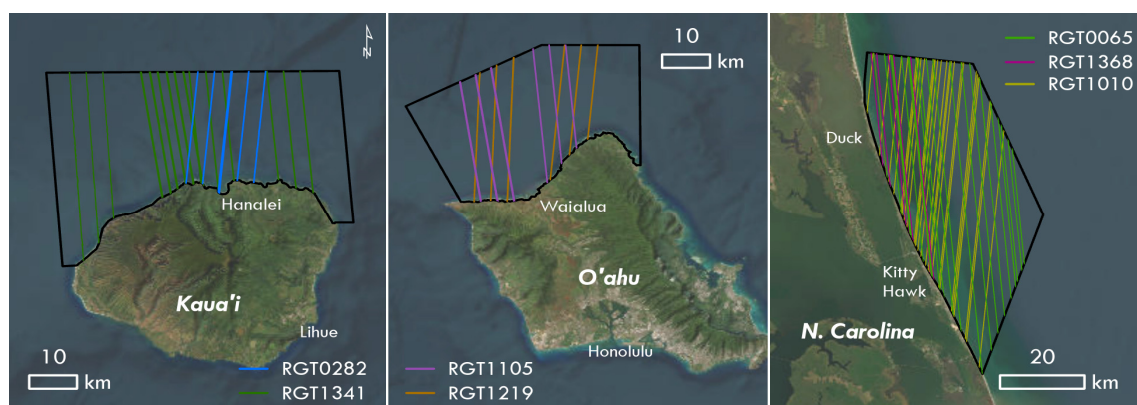 N
Hanalei
Kaua'i
Lihue
10
km
RGT0282
RGT1341
10
km
Waialua
O'ahu
Honolulu
RGT1105
RGT1219
RGT0065
RGT1368
RGT1010
Duck
Kitty
Hawk
N. Carolina
20
km